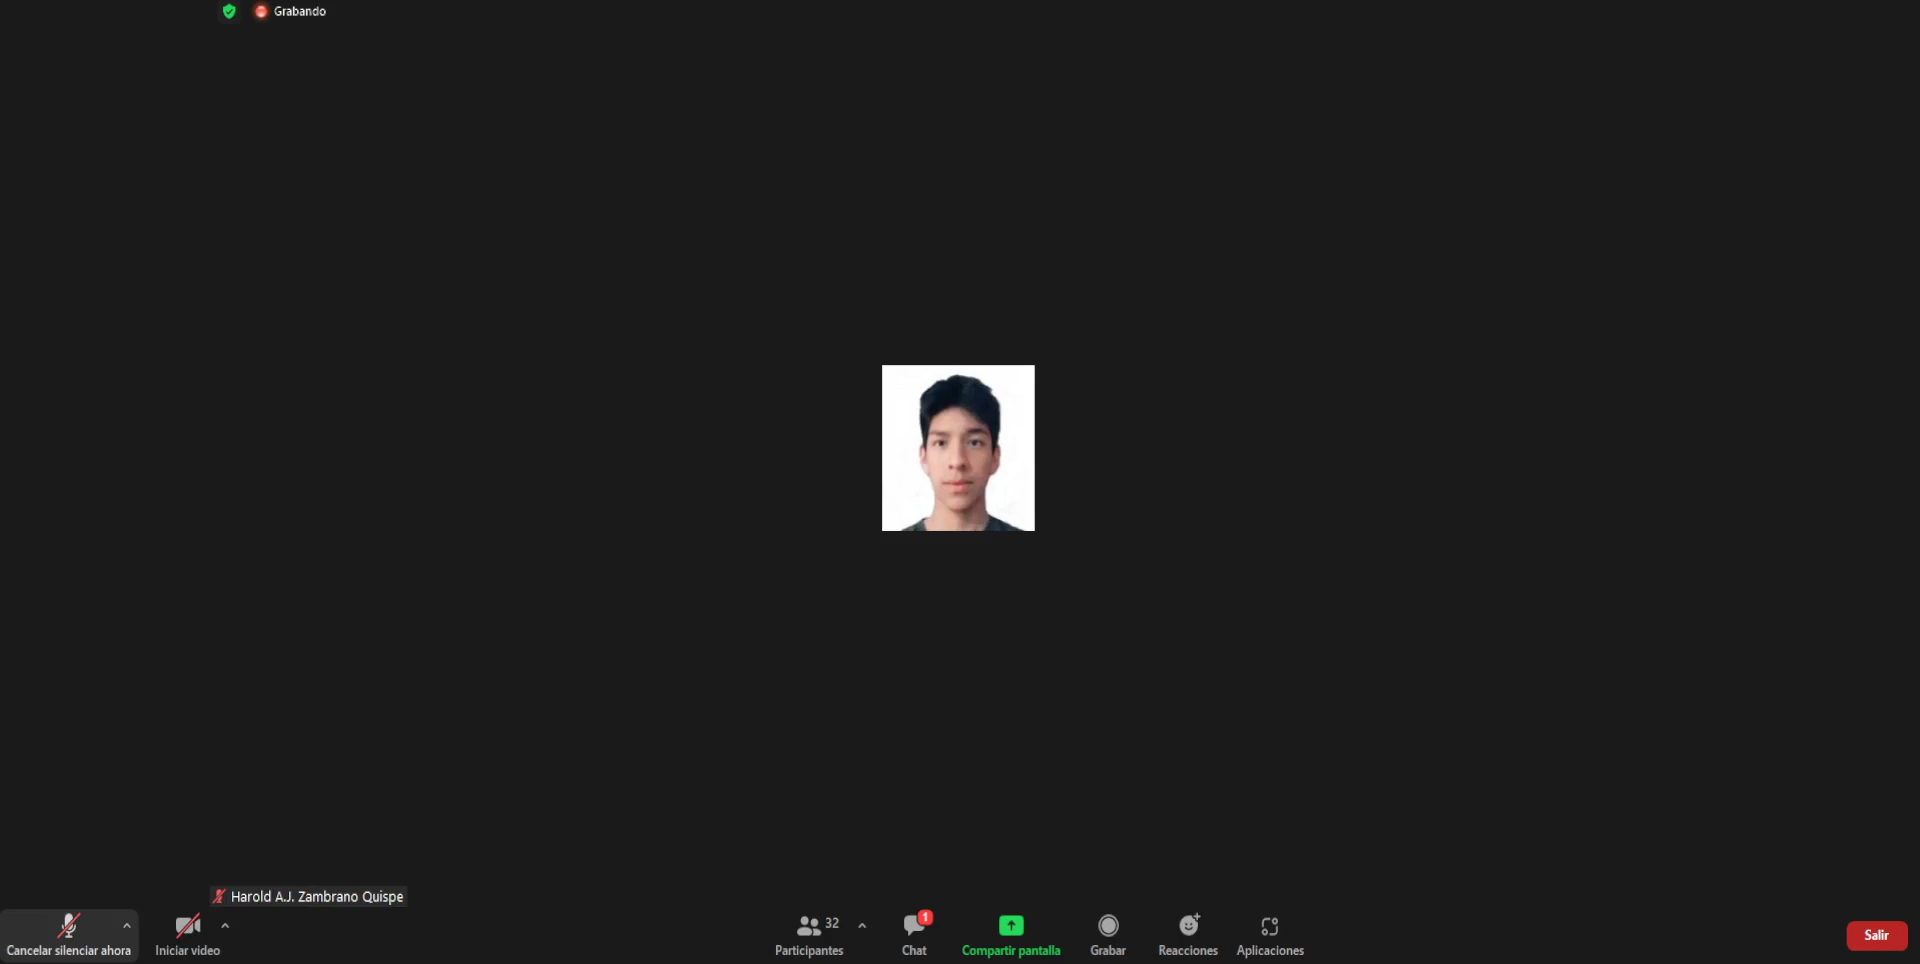 Grabando
Harold A.J. Zambrano Quispe
Cancelar silenciar ahora
Iniciar video
32
Participantes
1
Chat
Compartir pantalla
Grabar
Reacciones
Aplicaciones
Salir